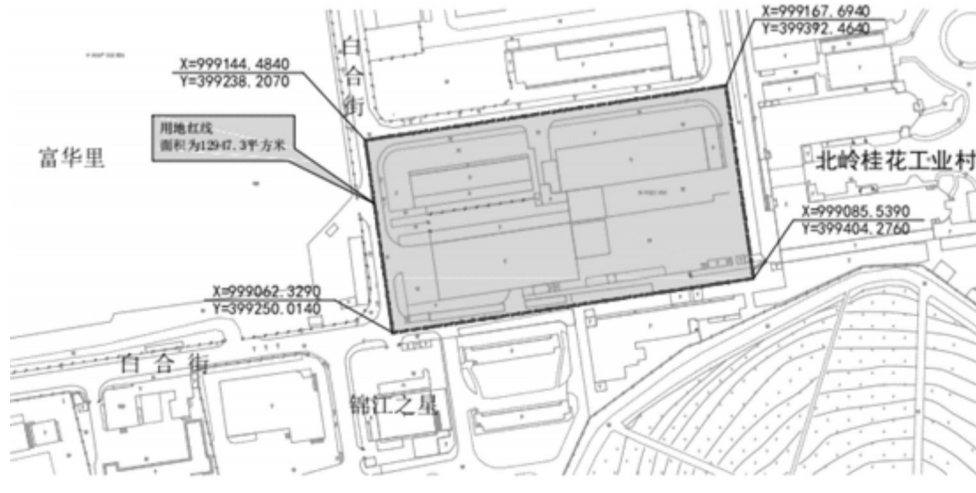 X=999167.6940
Y=399392.4640
白合街
X=999144.4840
Y=399238.2070
用地红线
面积为12947.3平方米
富华里
北岭桂花工业村
X=999085.5390
Y=399404.2760
X=999062.3290
Y=399250.0140
白合街
锦江之星